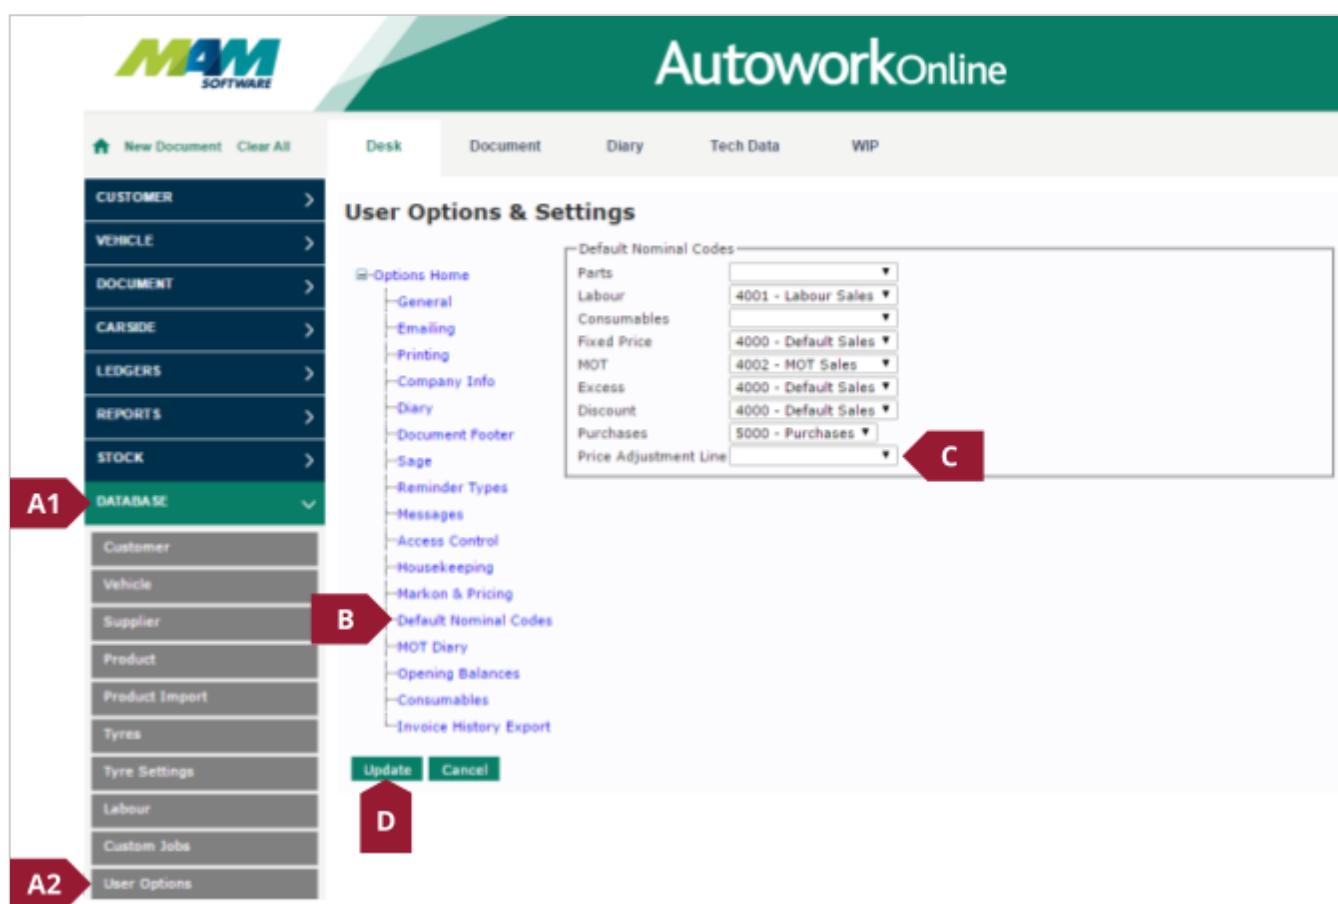 MAM
SOFTWARE
AutoworkOnline
New Document Clear All
Desk Document Diary Tech Data WIP
CUSTOMER
VEHICLE
DOCUMENT
CARSIDE
LEDGERS
REPORTS
STOCK
A1
DATABASE
Customer
Vehicle
Supplier
Product
Product Import
Tyres
Tyre Settings
Labour
Custom Jobs
A2
User Options
User Options & Settings
Options Home
General
Emailing
Printing
Company Info
Diary
Document Footer
Sage
Reminder Types
Messages
Access Control
Housekeeping
Markon & Pricing
B
Default Nominal Codes
MOT Diary
Opening Balances
Consumables
Invoice History Export
Update Cancel
D
Default Nominal Codes
Parts
Labour 4001 - Labour Sales
Consumables
Fixed Price 4000 - Default Sales
MOT 4002 - MOT Sales
Excess 4000 - Default Sales
Discount 4000 - Default Sales
Purchases 5000 - Purchases
Price Adjustment Line
C